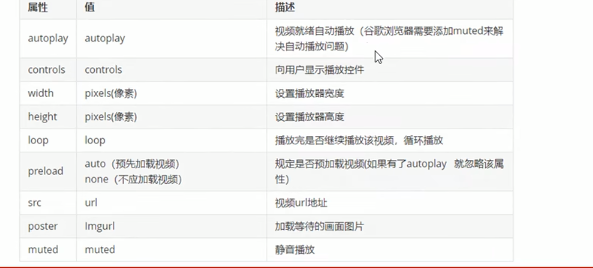 属性 值 描述
autoplay autoplay 视频就绪自动播放（谷歌浏览器需要添加muted来解
决自动播放问题）
controls controls 向用户显示播放控件
width pixels(像素) 设置播放器宽度
height pixels(像素) 设置播放器高度
loop loop 播放完是否继续播放该视频，循环播放
preload auto（预先加载视频）
none（不应加载视频） 规定是否预加载视频(如果有了autoplay 就忽略该属
性）
src url 视频url地址
poster Imgurl 加载等待的画面图片
muted muted 静音播放